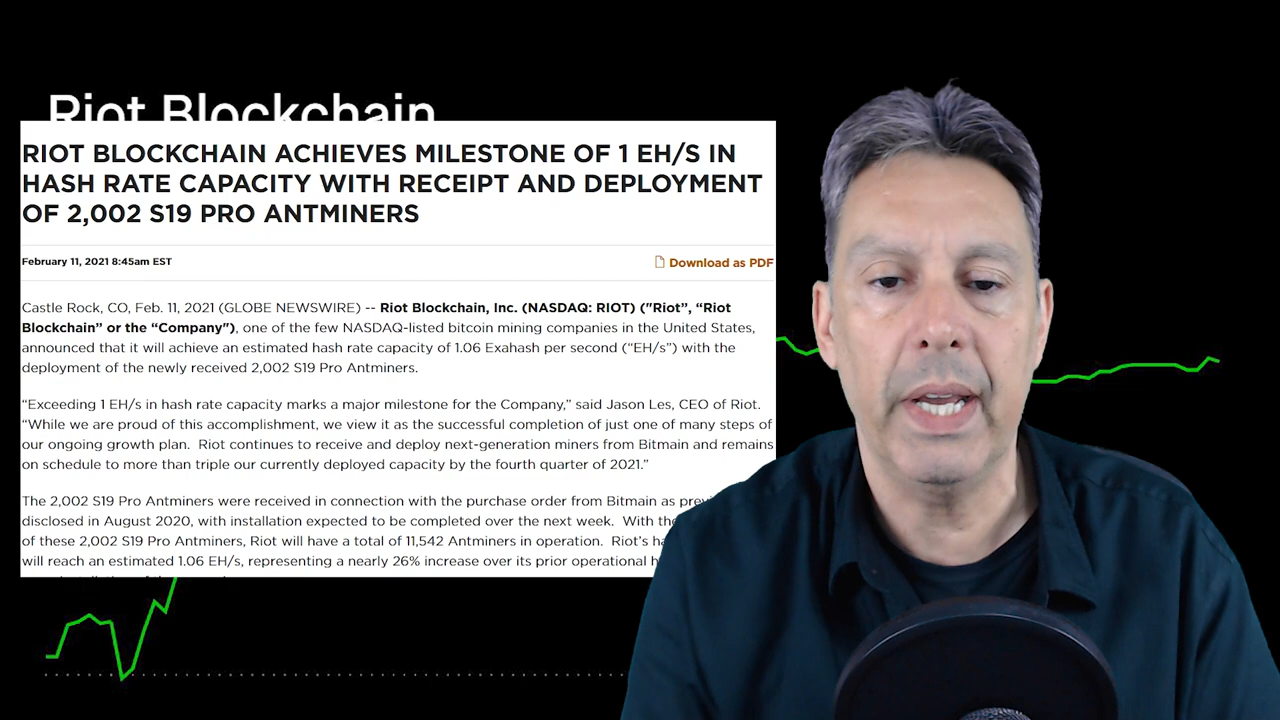 Riot Blockchain
RIOT BLOCKCHAIN ACHIEVES MILESTONE OF 1 EH/S IN
HASH RATE CAPACITY WITH RECEIPT AND DEPLOYMENT
OF 2,002 S19 PRO ANTMINERS
February 11, 2021 8:45am EST
Download as PDF
Castle Rock, CO, Feb. 11, 2021 (GLOBE NEWSWIRE) -- Riot Blockchain, Inc. (NASDAQ: RIOT) ("Riot”, “Riot
Blockchain” or the “Company"), one of the few NASDAQ-listed bitcoin mining companies in the United States,
announced that it will achieve an estimated hash rate capacity of 1.06 Exahash per second (“EH/s”) with the
deployment of the newly received 2,002 S19 Pro Antminers.
“Exceeding 1 EH/s in hash rate capacity marks a major milestone for the Company,” said Jason Les, CEO of Riot.
“While we are proud of this accomplishment, we view it as the successful completion of just one of many steps of
our ongoing growth plan. Riot continues to receive and deploy next-generation miners from Bitmain and remains
on schedule to more than triple our currently deployed capacity by the fourth quarter of 2021.”
The 2,002 S19 Pro Antminers were received in connection with the purchase order from Bitmain as
disclosed in August 2020, with installation expected to be completed over the next week. With
of these 2,002 S19 Pro Antminers, Riot will have a total of 11,542 Antminers in operation. Riot’s
will reach an estimated 1.06 EH/s, representing a nearly 26% increase over its prior operational